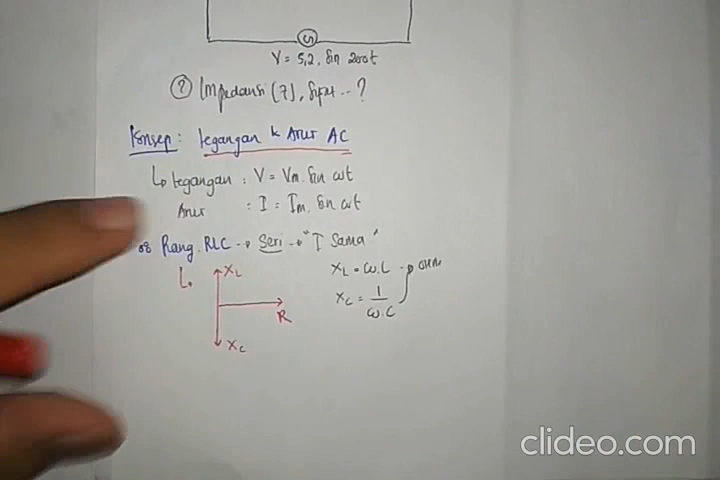 V = 5,2 . Sin 200t
? Impedansi (Z), Sifat -- ?
Konsep : tegangan & Arus AC
↳ tegangan : V = Vm. Sin ωt
Arus : I = Im. Sin ωt
Rang. RLC → Seri → "I Sama"
XL
R
XC
XL = ω.L → OHM
XC = 1/ω.C
clideo.com